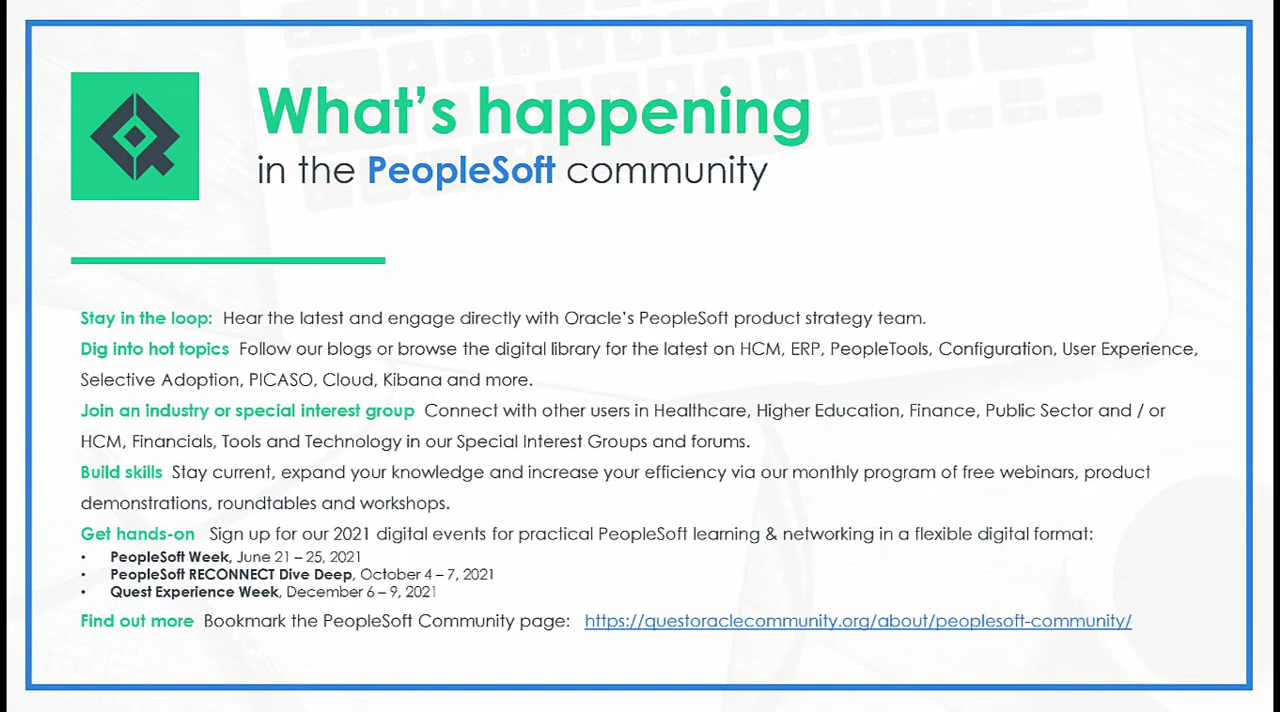 What's happening
in the PeopleSoft community
Stay in the loop: Hear the latest and engage directly with Oracle's PeopleSoft product strategy team.
Dig into hot topics Follow our blogs or browse the digital library for the latest on HCM, ERP, PeopleTools, Configuration, User Experience,
Selective Adoption, PICASO, Cloud, Kibana and more.
Join an industry or special interest group Connect with other users in Healthcare, Higher Education, Finance, Public Sector and / or
HCM, Financials, Tools and Technology in our Special Interest Groups and forums.
Build skills Stay current, expand your knowledge and increase your efficiency via our monthly program of free webinars, product
demonstrations, roundtables and workshops.
Get hands-on Sign up for our 2021 digital events for practical PeopleSoft learning & networking in a flexible digital format:
• PeopleSoft Week, June 21 – 25, 2021
• PeopleSoft RECONNECT Dive Deep, October 4 – 7, 2021
• Quest Experience Week, December 6 – 9, 2021
Find out more Bookmark the PeopleSoft Community page: https://questoraclecommunity.org/about/peoplesoft-community/